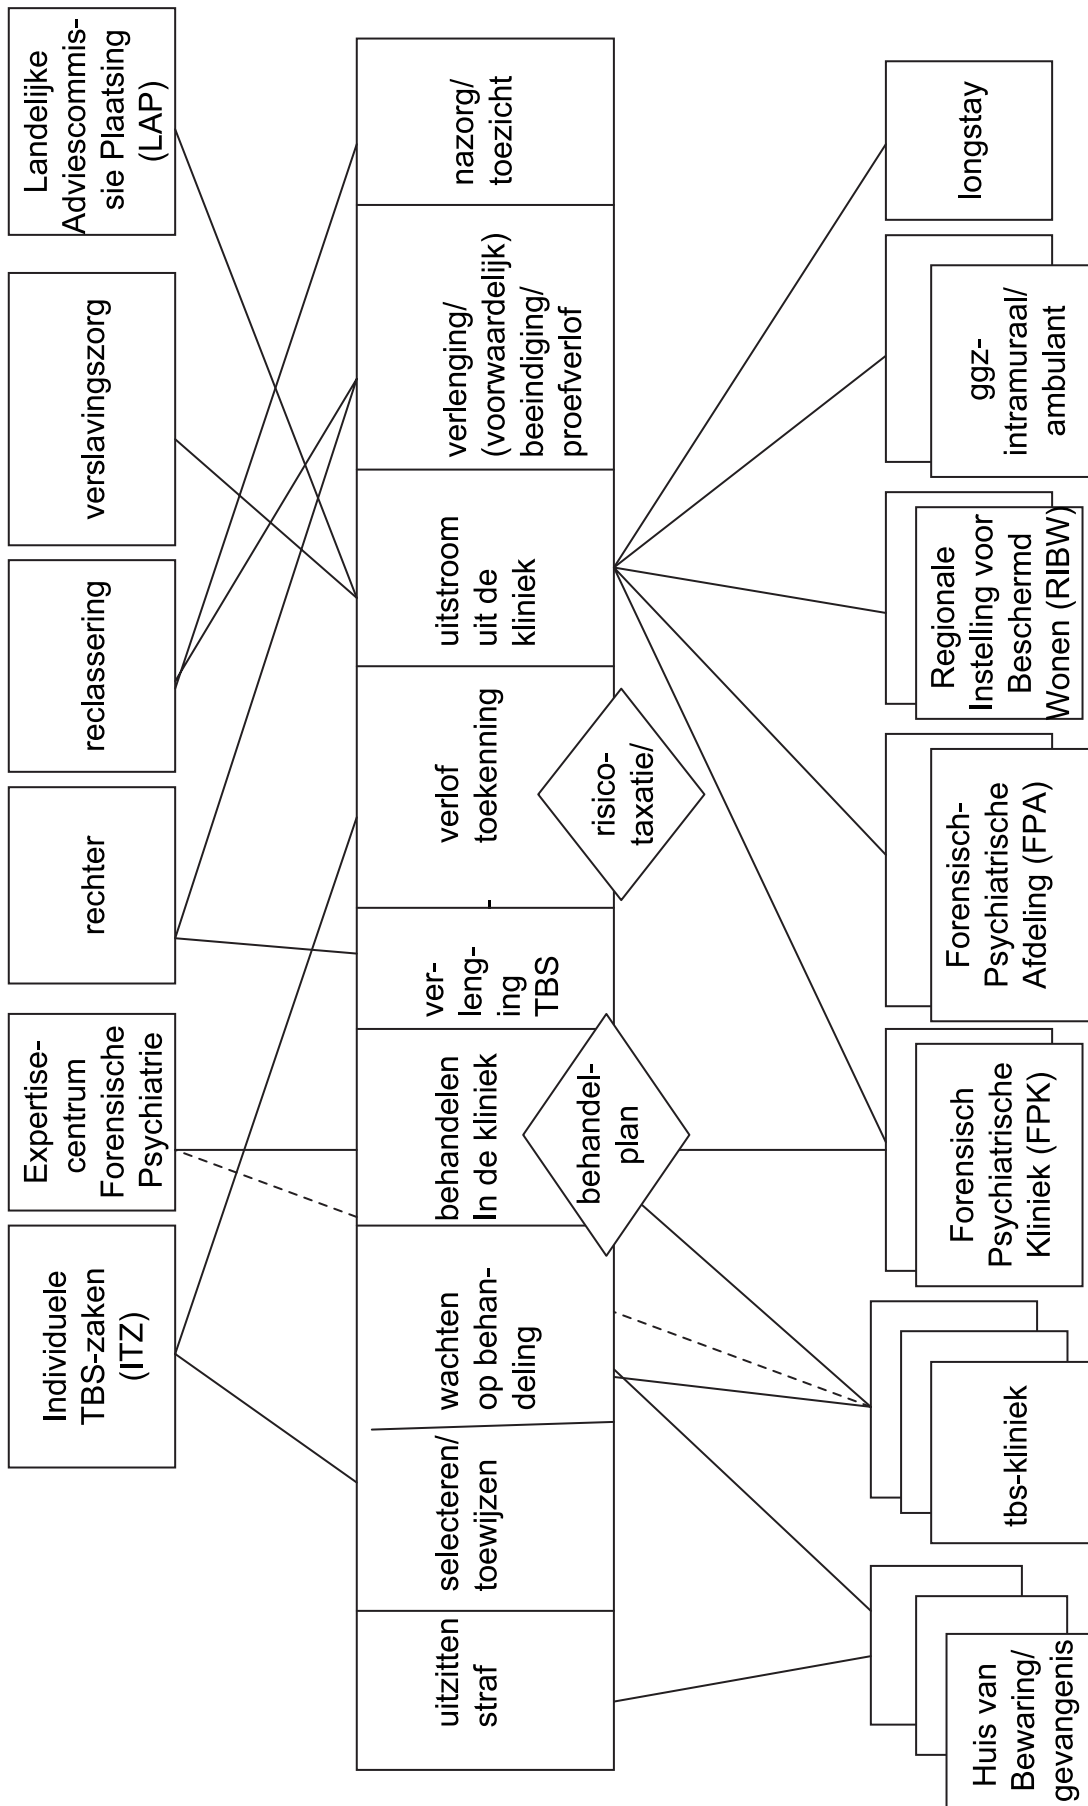 Individuele
TBS-zaken
(ITZ)
Expertise-
centrum
Forensische
Psychiatrie
rechter
reclassering
verslavingszorg
Landelijke
Adviescommis-
sie Plaatsing
(LAP)
uitzitten
straf
selecteren/
toewijzen
wachten
op behan-
deling
behandelen
In de kliniek
behandel-
plan
ver-
leng-
ing
TBS
verlof
toekenning
-
risico-
taxatie/
uitstroom
uit de
kliniek
verlenging/
(voorwaardelijk)
beeindiging/
proefverlof
nazorg/
toezicht
Huis van
Bewaring/
gevangenis
tbs-kliniek
Forensisch
Psychiatrische
Kliniek (FPK)
Forensisch-
Psychiatrische
Afdeling (FPA)
Regionale
Instelling voor
Beschermd
Wonen (RIBW)
ggz-
intramuraal/
ambulant
longstay